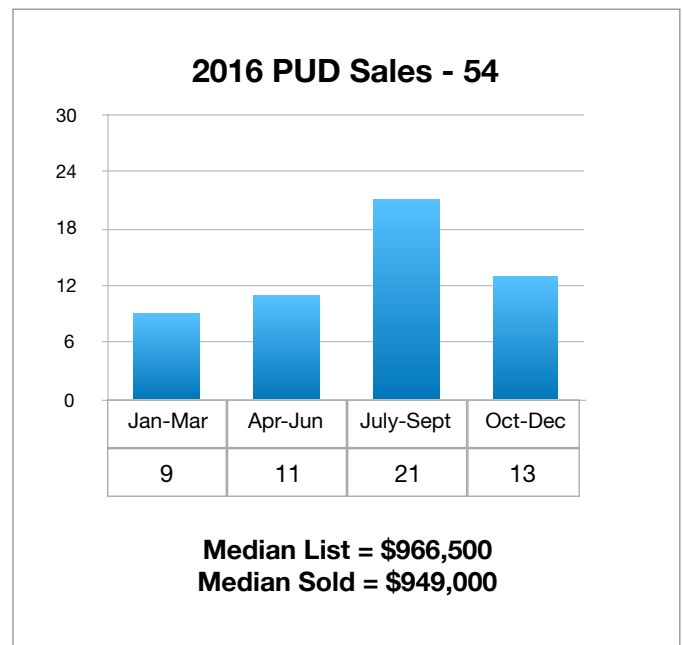 2016 PUD Sales - 54
30
24
18
12
6
0
Jan-Mar Apr-Jun July-Sept Oct-Dec
9 11 21 13
Median List = $966,500
Median Sold = $949,000